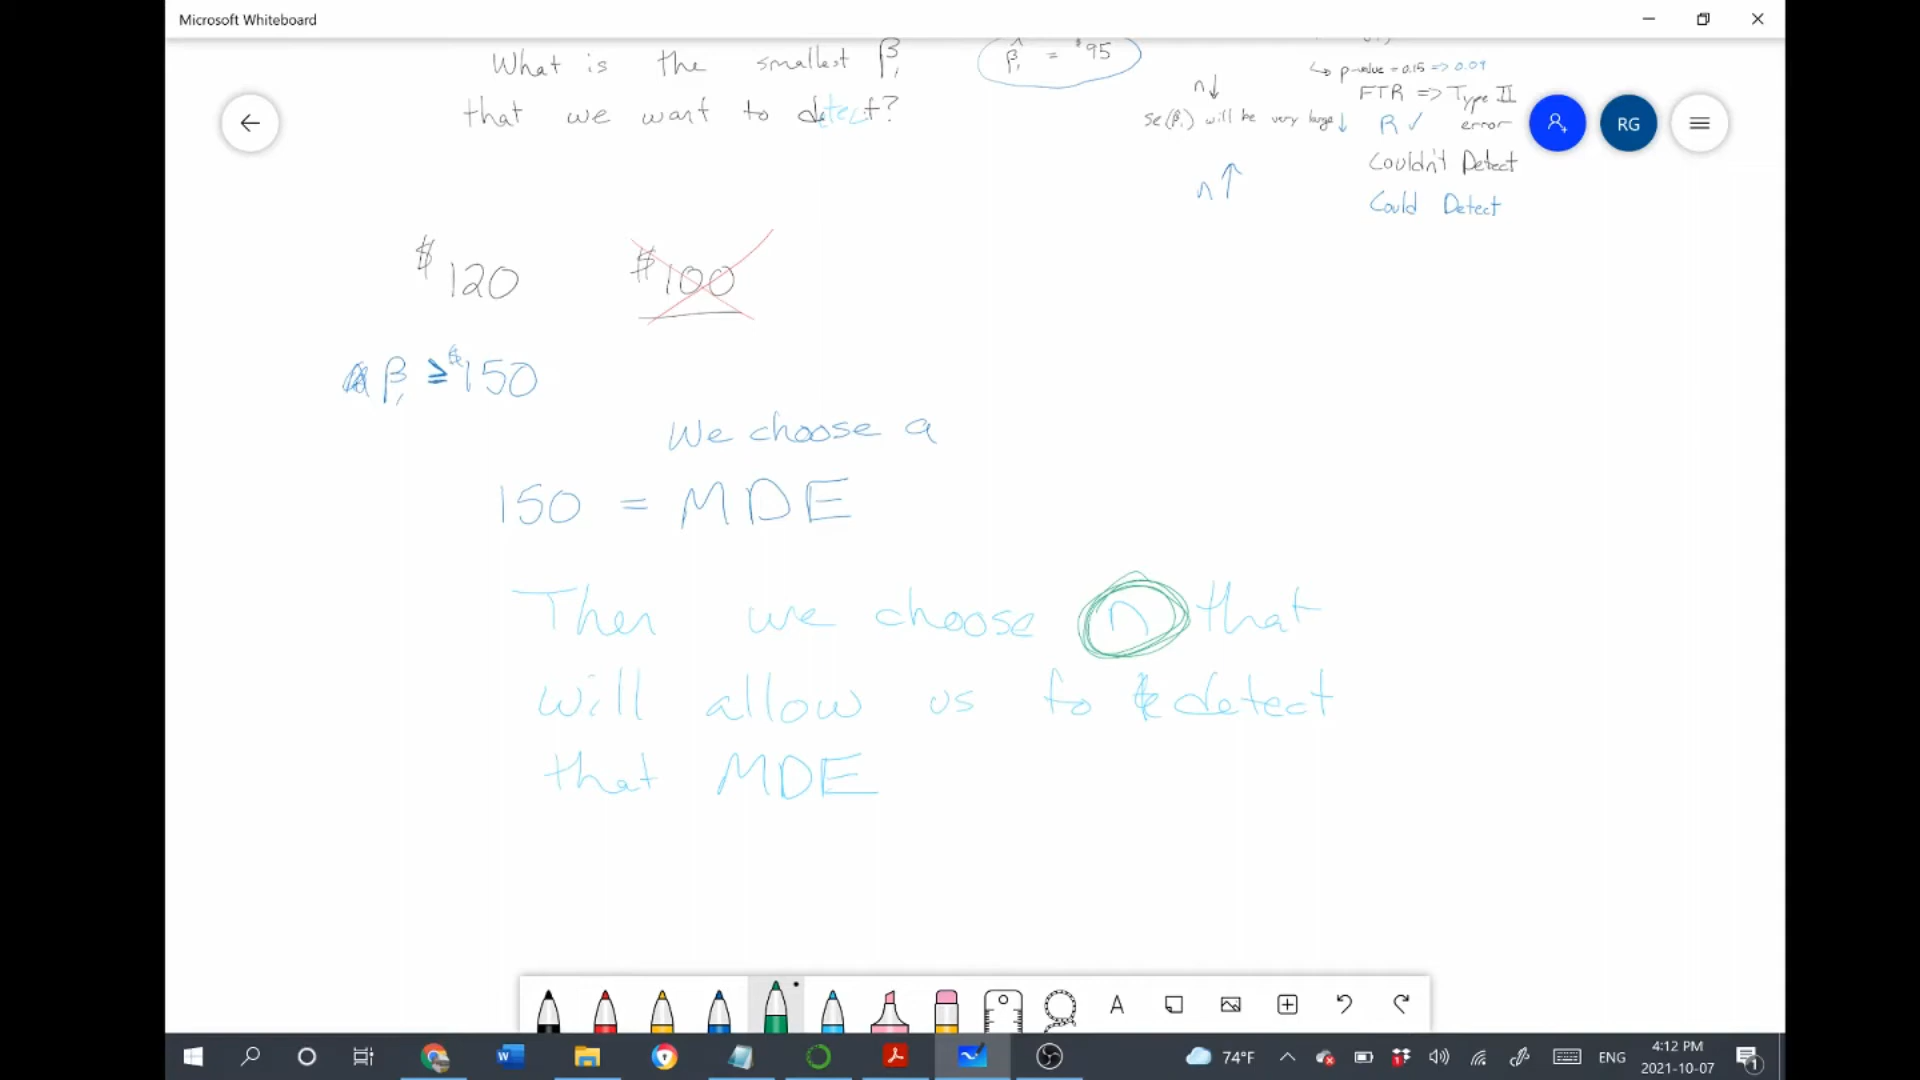 Microsoft Whiteboard
What is the smallest β₁
that we want to detect?
β̂₁ = $95
n↓
se(β₁) will be very large ↓
n↑
↳ p-value = 0.15 => 0.09
FTR => Type II
R ✓ error
Couldn't Detect
Could Detect
RG
$120 $100
β₁ ≥ $150
We choose a
150 = MDE
Then we choose n that
will allow us to detect
that MDE
A
74°F
ENG
4:12 PM
2021-10-07
1